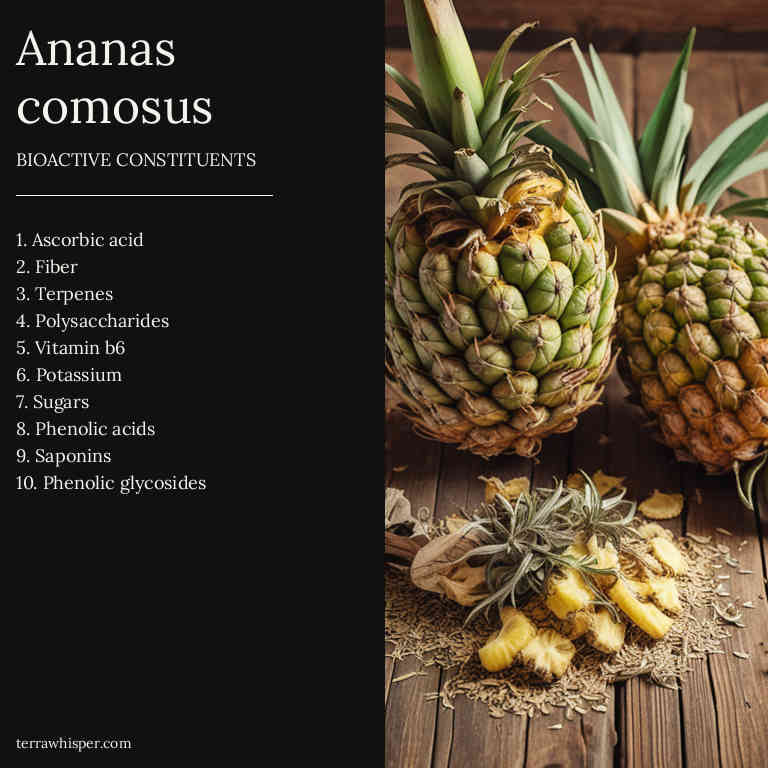 Ananas
comosus
BIOACTIVE CONSTITUENTS
1. Ascorbic acid
2. Fiber
3. Terpenes
4. Polysaccharides
5. Vitamin b6
6. Potassium
7. Sugars
8. Phenolic acids
9. Saponins
10. Phenolic glycosides
terrawhisper.com